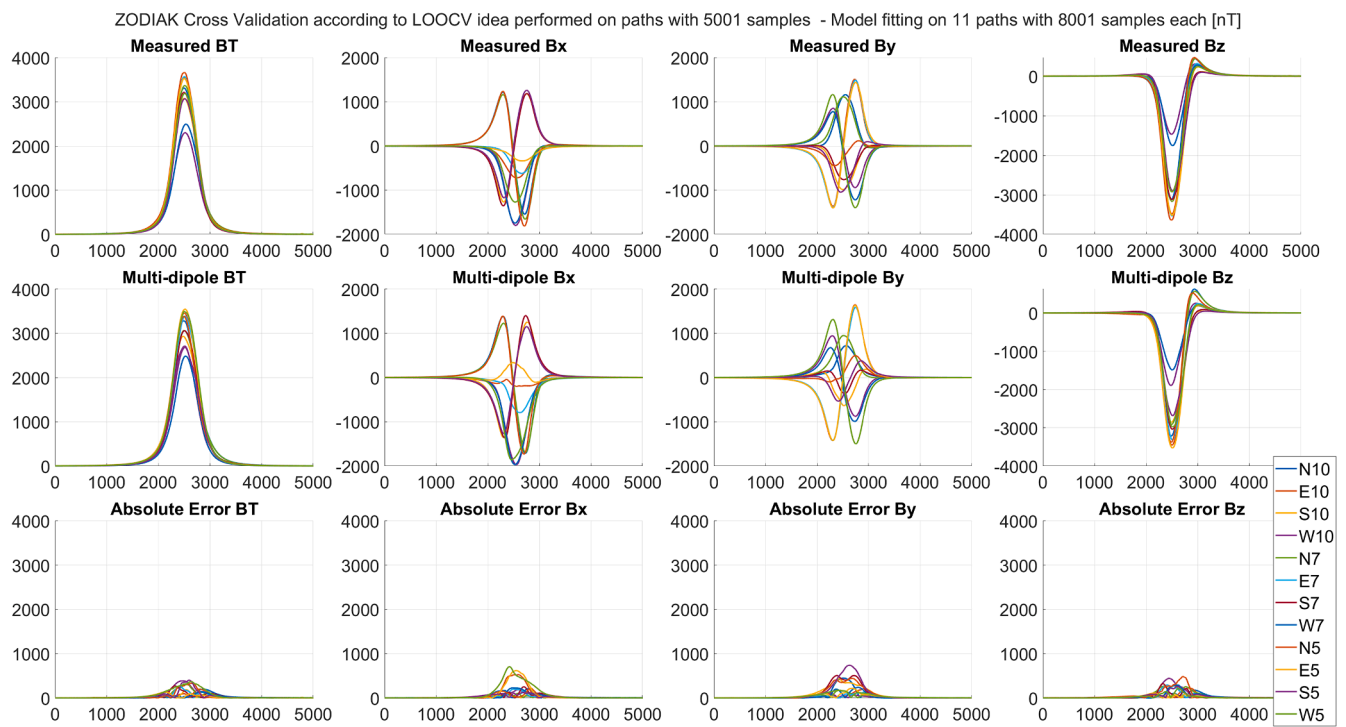 ZODIAK Cross Validation according to LOOCV idea performed on paths with 5001 samples  - Model fitting on 11 paths with 8001 samples each [nT]
Measured BT
4000
3000
2000
1000
0
0 1000 2000 3000 4000 5000
Measured Bx
2000
1000
0
-1000
-2000
0 1000 2000 3000 4000 5000
Measured By
2000
1000
0
-1000
-2000
0 1000 2000 3000 4000 5000
Measured Bz
0
-1000
-2000
-3000
-4000
0 1000 2000 3000 4000 5000
Multi-dipole BT
4000
3000
2000
1000
0
0 1000 2000 3000 4000 5000
Multi-dipole Bx
2000
1000
0
-1000
-2000
0 1000 2000 3000 4000 5000
Multi-dipole By
2000
1000
0
-1000
-2000
0 1000 2000 3000 4000 5000
Multi-dipole Bz
0
-1000
-2000
-3000
-4000
0 1000 2000 3000 4000
Absolute Error BT
4000
3000
2000
1000
0
0 1000 2000 3000 4000 5000
Absolute Error Bx
4000
3000
2000
1000
0
0 1000 2000 3000 4000 5000
Absolute Error By
4000
3000
2000
1000
0
0 1000 2000 3000 4000 5000
Absolute Error Bz
4000
3000
2000
1000
0
0 1000 2000 3000 4000
N10
E10
S10
W10
N7
E7
S7
W7
N5
E5
S5
W5